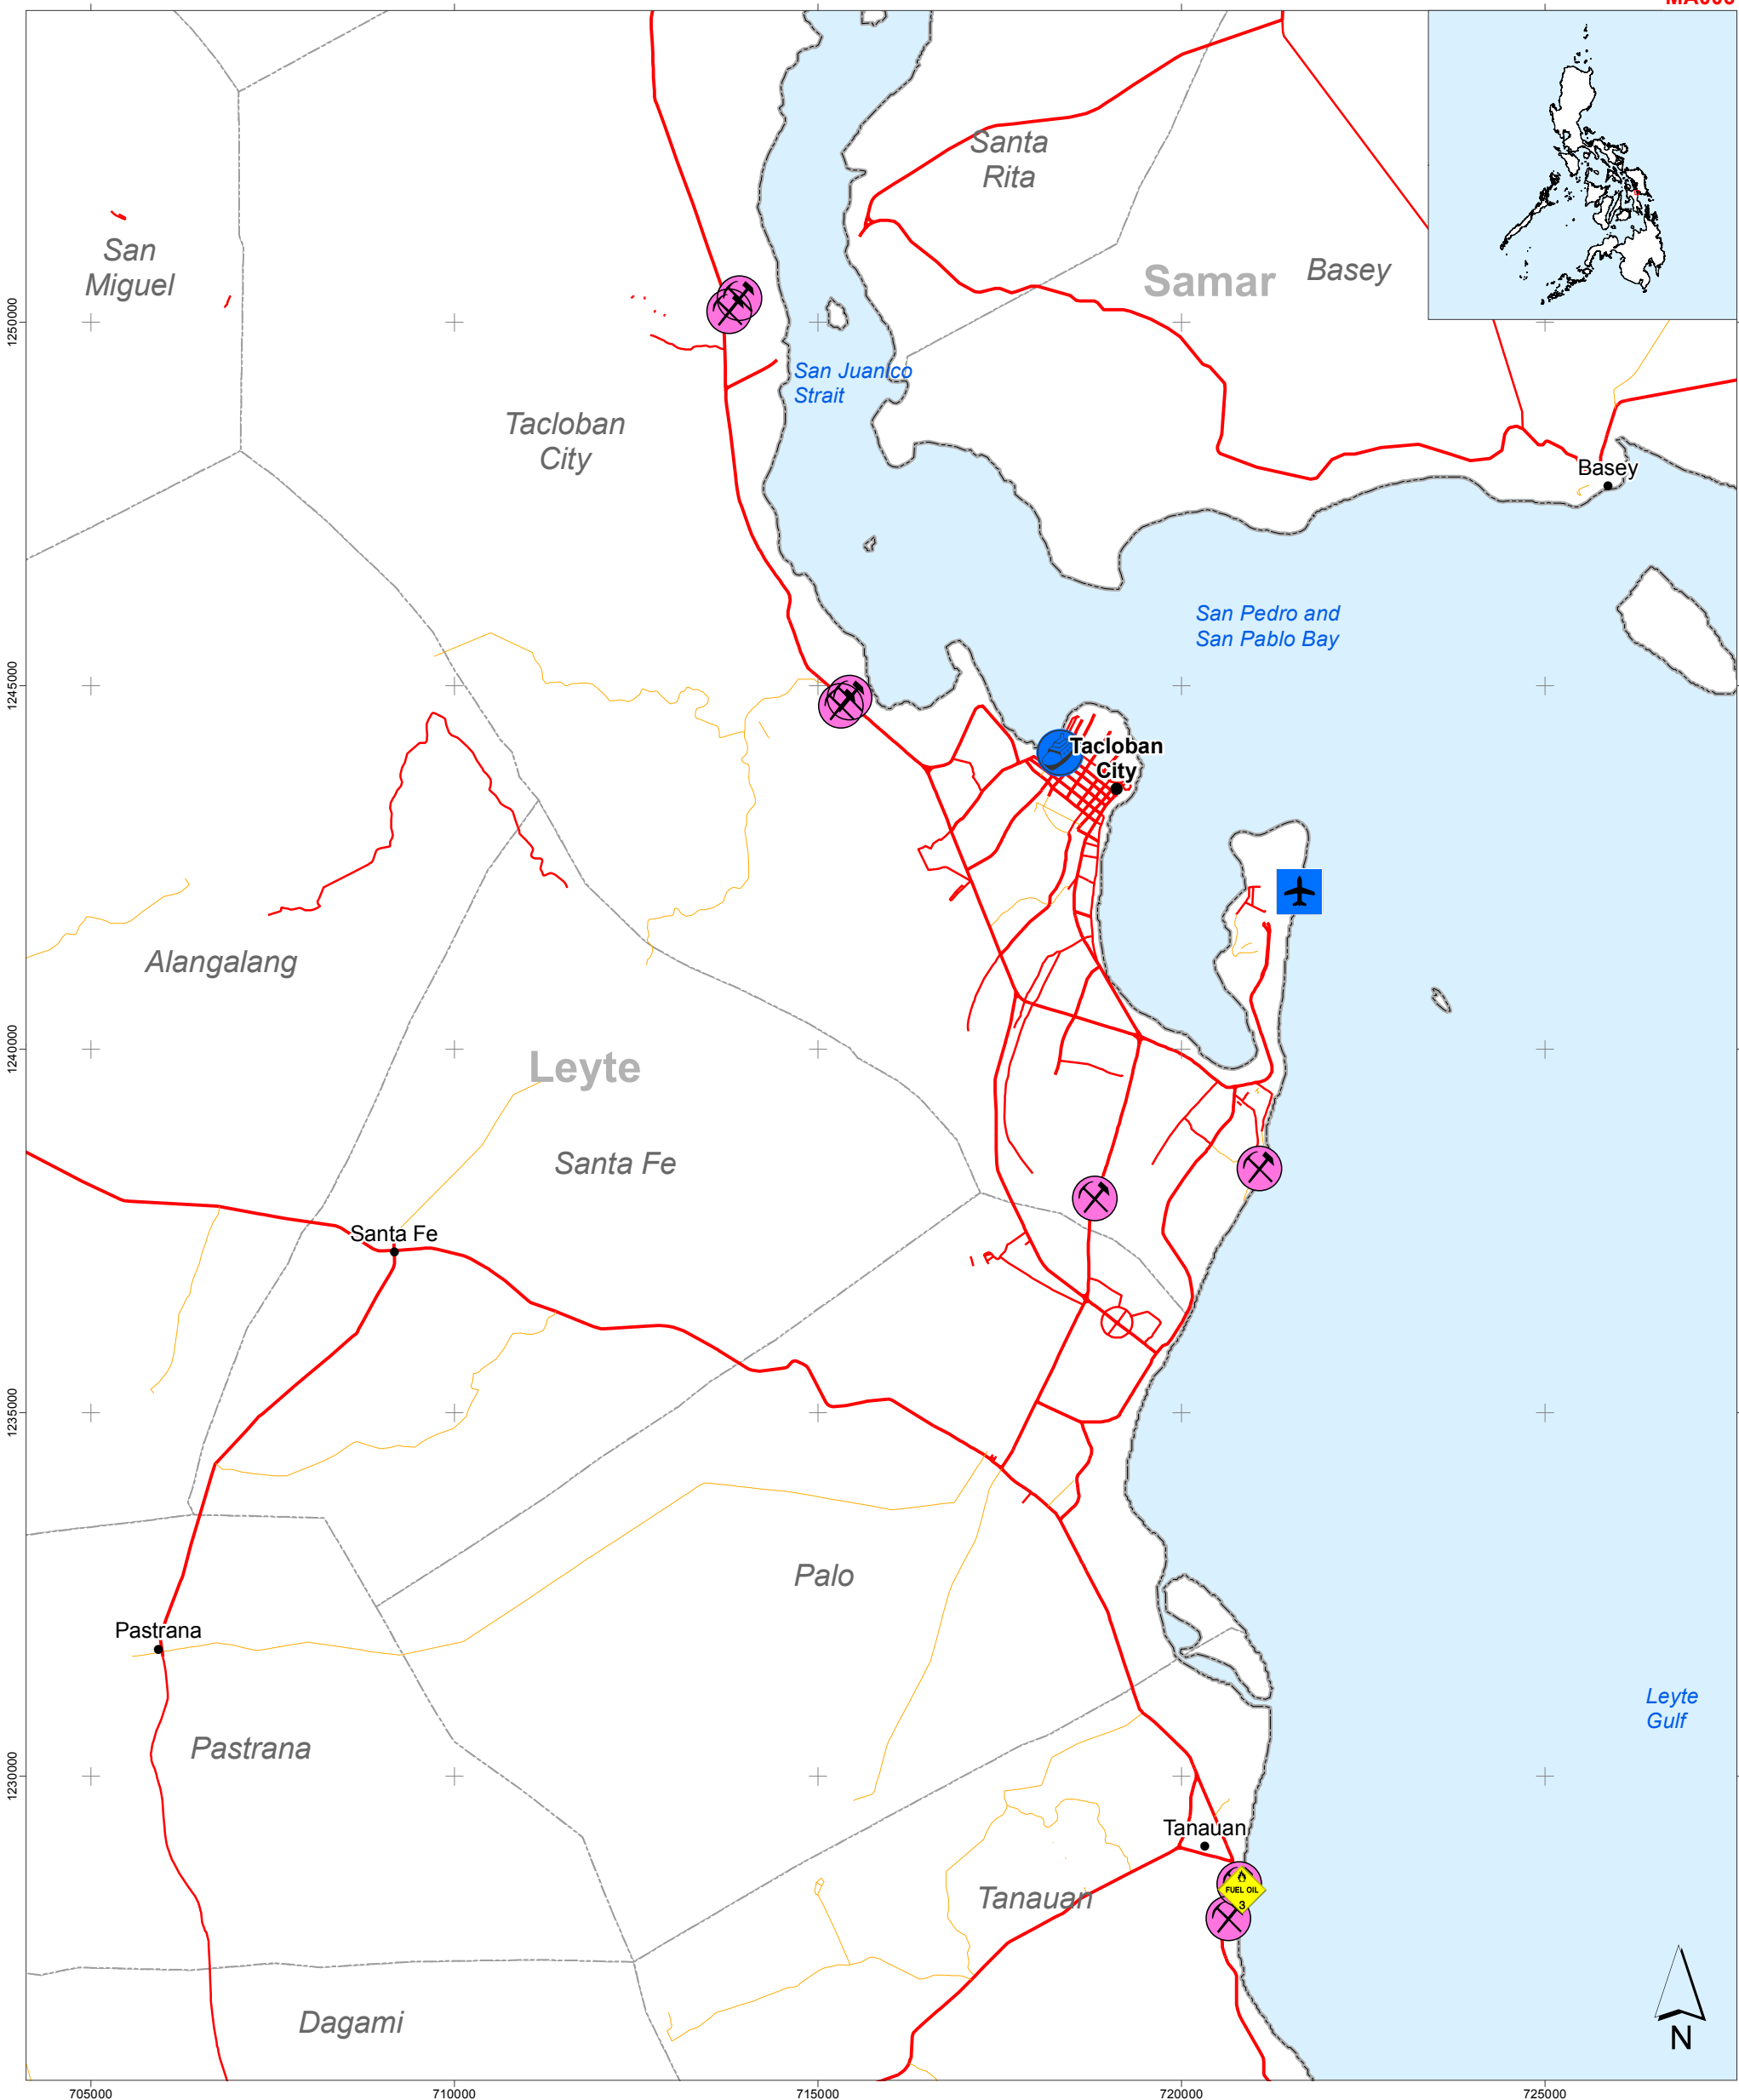 Santa
Rita
San
Miguel
Samar
Basey
San Juanico
Strait
Tacloban
City
Basey
San Pedro and
San Pablo Bay
Tacloban
City
Alangalang
Leyte
Santa Fe
Santa Fe
Palo
Pastrana
Leyte
Gulf
Pastrana
Tanauan
FUEL OIL
3
Tanauan
Dagami
N
1250000
1245000
1240000
1235000
1230000
705000
710000
715000
720000
725000